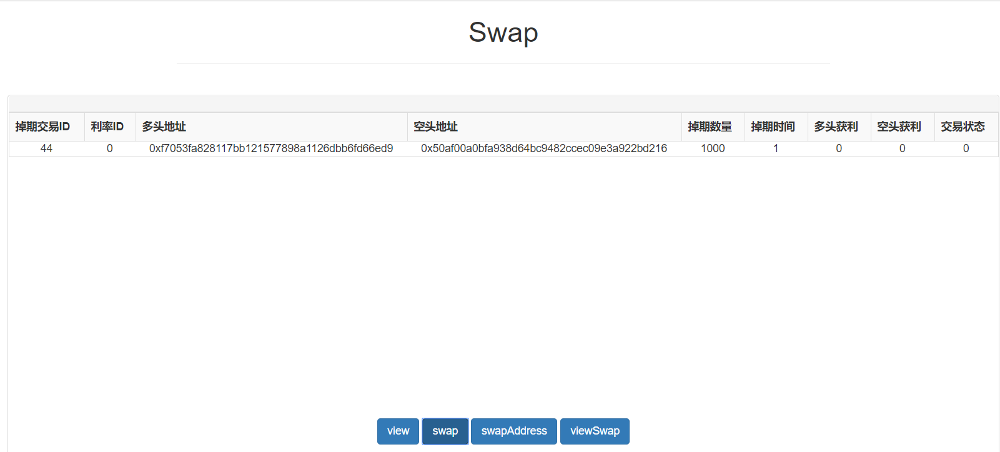 Swap
掉期交易ID 利率ID 多头地址 空头地址 掉期数量 掉期时间 多头获利 空头获利 交易状态
44 0 0xf7053fa828117bb121577898a1126dbb6fd66ed9 0x50af00a0bfa938d64bc9482ccec09e3a922bd216 1000 1 0 0 0
view swap swapAddress viewSwap